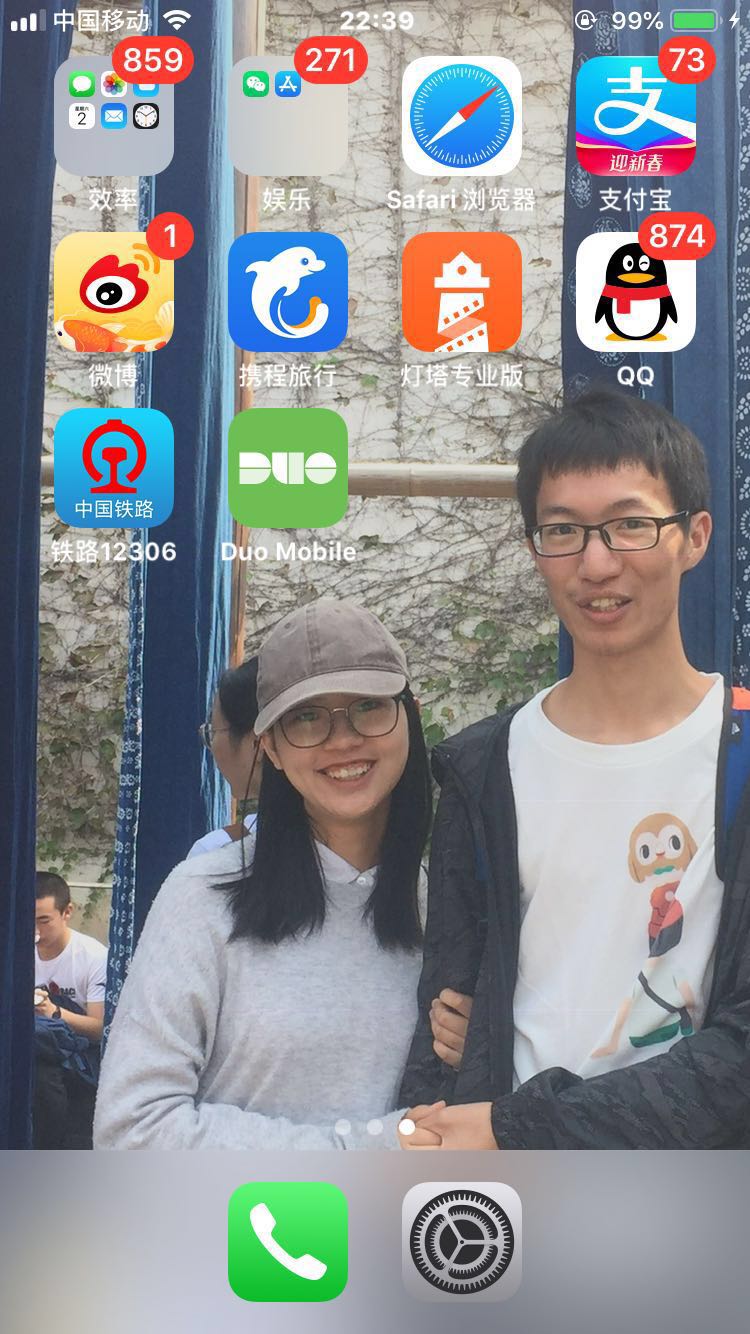 中国移动 22:39 99%
859 271 73
星期六
2
支
迎新春
效率 娱乐 Safari 浏览器 支付宝
1 874
微博 携程旅行 灯塔专业版 QQ
中国铁路 DUO
铁路12306 Duo Mobile